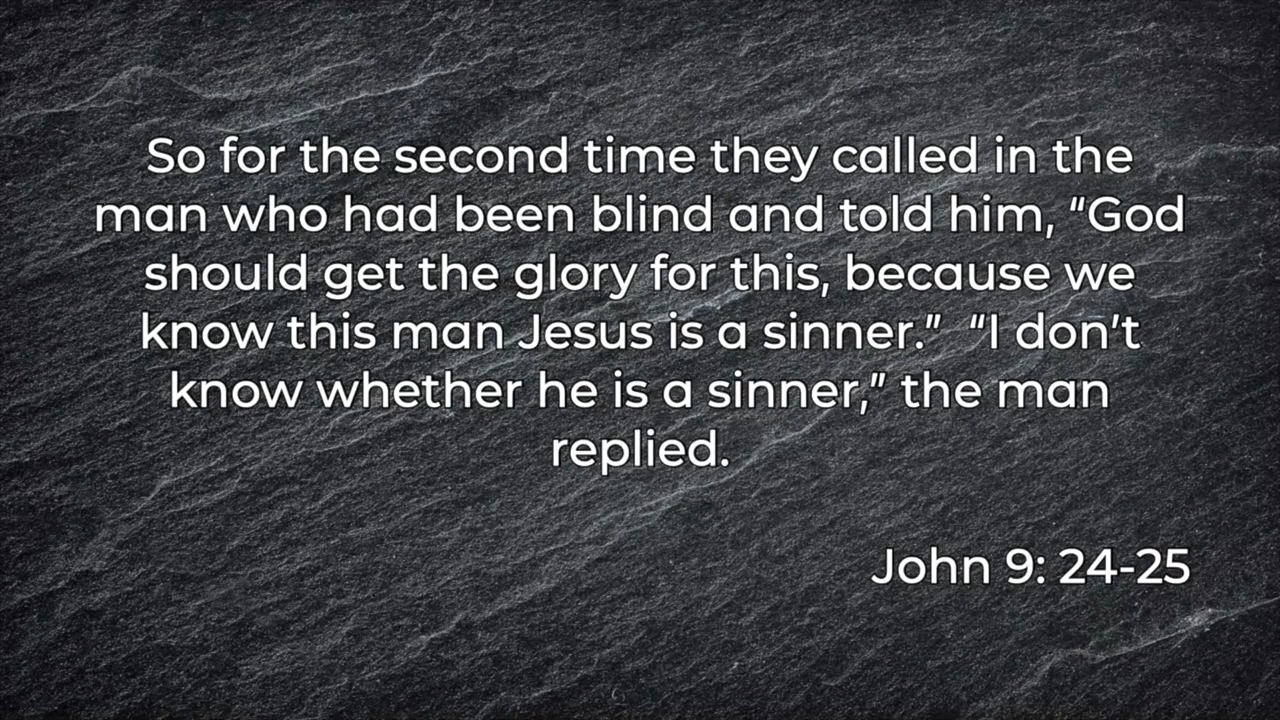 So for the second time they called in the
man who had been blind and told him, “God
should get the glory for this, because we
know this man Jesus is a sinner.”  “I don’t
know whether he is a sinner,” the man
replied.
John 9: 24-25